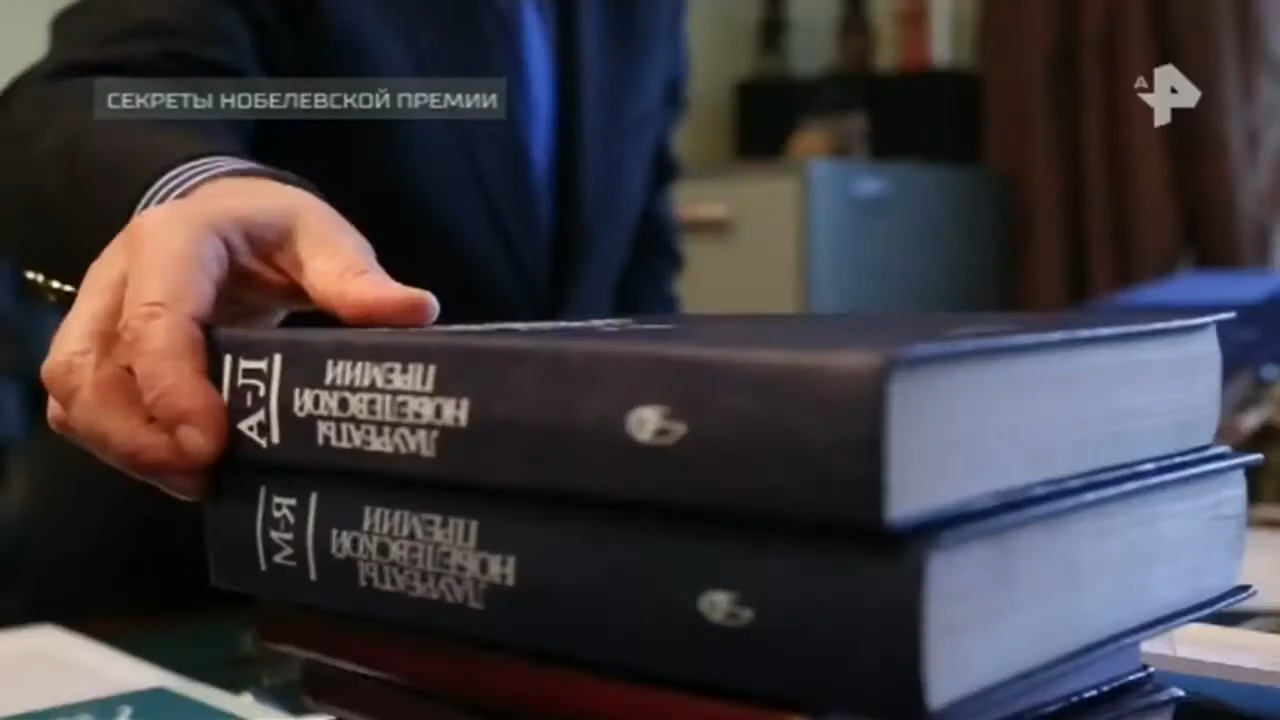 СЕКРЕТЫ НОБЕЛЕВСКОЙ ПРЕМИИ
А-Л
ЛАУРЕАТЫ
НОБЕЛЕВСКОЙ
ПРЕМИИ
М-Я
ЛАУРЕАТЫ
НОБЕЛЕВСКОЙ
ПРЕМИИ